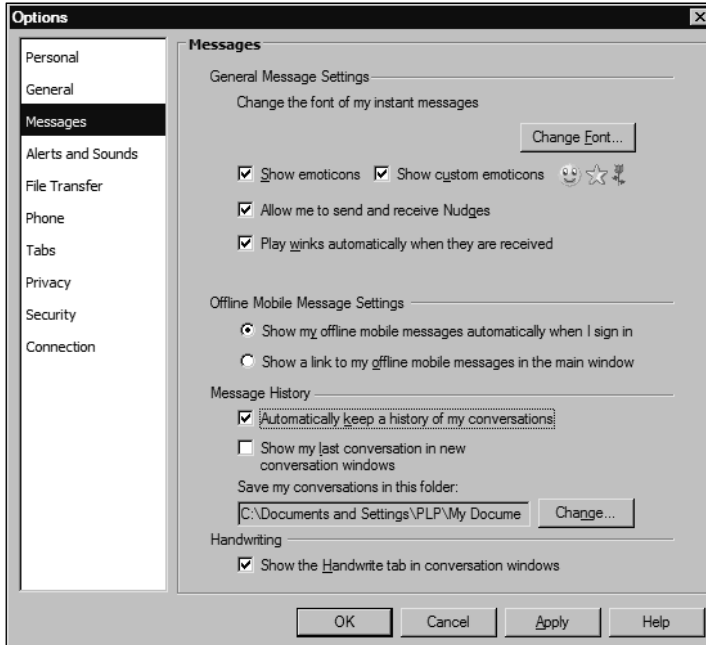 Options
Personal
General
Messages
Alerts and Sounds
File Transfer
Phone
Tabs
Privacy
Security
Connection
Messages
General Message Settings
Change the font of my instant messages
Change Font...
Show emoticons Show custom emoticons
Allow me to send and receive Nudges
Play winks automatically when they are received
Offline Mobile Message Settings
Show my offline mobile messages automatically when I sign in
Show a link to my offline mobile messages in the main window
Message History
Automatically keep a history of my conversations
Show my last conversation in new
conversation windows
Save my conversations in this folder:
C:\Documents and Settings\PLP\My Docume Change...
Handwriting
Show the Handwrite tab in conversation windows
OK Cancel Apply Help